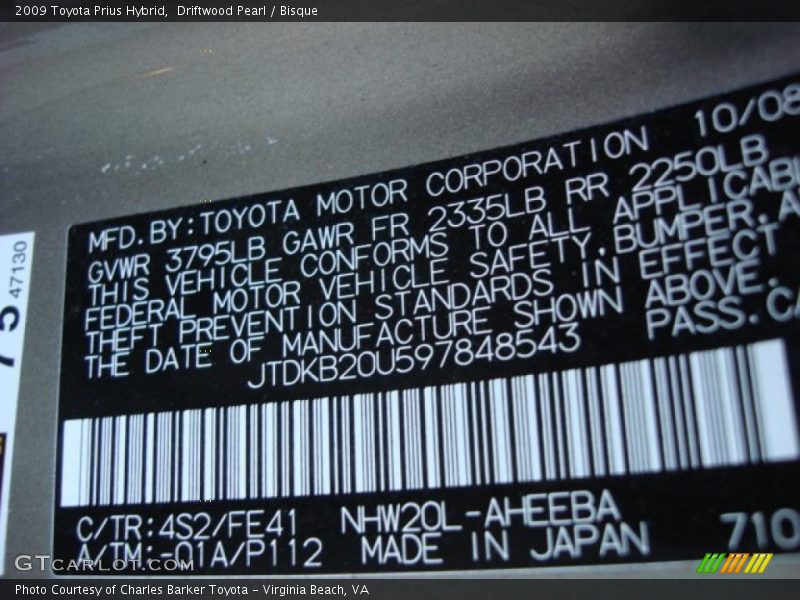 2009 Toyota Prius Hybrid,  Driftwood Pearl / Bisque
10/08
MFD.BY:TOYOTA MOTOR CORPORATION
GVWR 3795LB GAWR FR 2335LB RR 2250LB
THIS VEHICLE CONFORMS TO ALL
FEDERAL MOTOR VEHICLE SAFETY,BUMPER,
THEFT PREVENTION STANDARDS IN EFFECT
THE DATE OF MANUFACTURE SHOWN ABOVE.
JTDKB20U597848543 PASS.
C/TR:4S2/FE41 NHW20L-AHEEBA
A/TM:-01A/P112 MADE IN JAPAN 710
47130
GTCARLOT.COM
Photo Courtesy of Charles Barker Toyota - Virginia Beach, VA